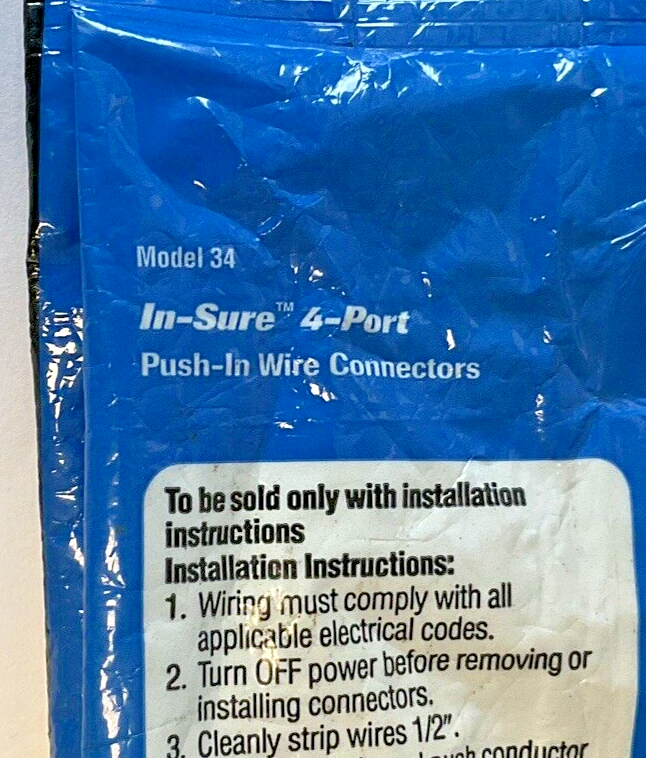 Model 34
In-Sure™ 4-Port
Push-In Wire Connectors
To be sold only with installation
instructions
Installation Instructions:
1. Wiring must comply with all
applicable electrical codes.
2. Turn OFF power before removing or
installing connectors.
3. Cleanly strip wires 1/2".
conductor